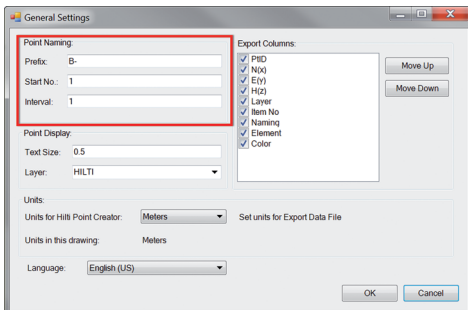 General Settings
Point Naming:
Prefix: B-
Start No.: 1
Interval: 1
Point Display:
Text Size: 0.5
Layer: HILTI
Export Columns:
PtID
N(x)
E(y)
H(z)
Layer
Item No
Naming
Element
Color
Move Up
Move Down
Units:
Units for Hilti Point Creator: Meters Set units for Export Data File
Units in this drawing: Meters
Language: English (US)
OK Cancel